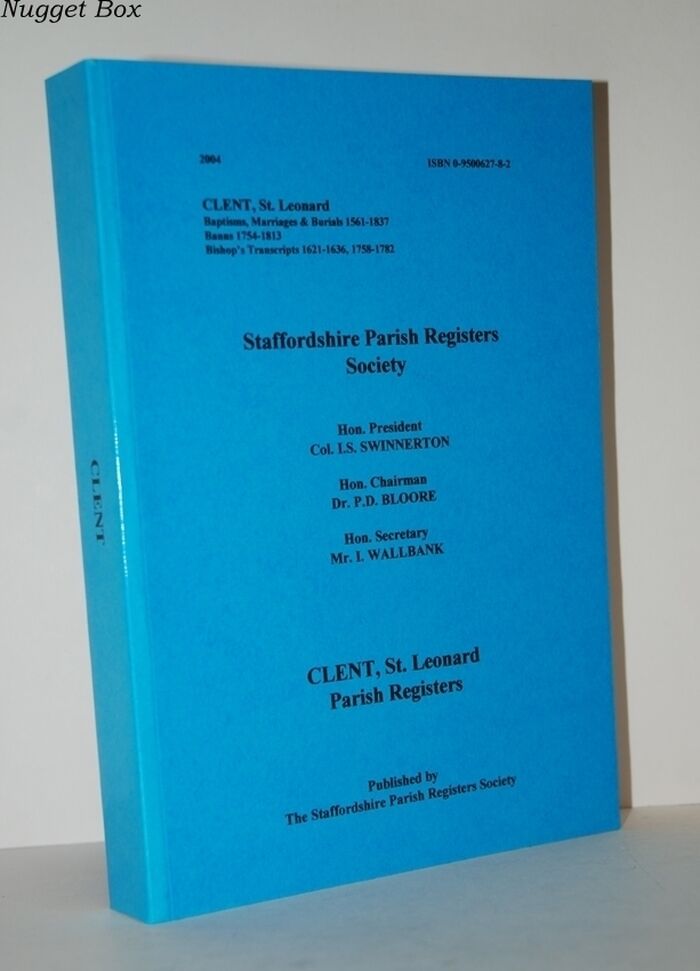 Nugget Box
2004
ISBN 0-9500627-8-2
CLENT, St. Leonard
Baptisms, Marriages & Burials 1561-1837
Banns 1754-1813
Bishop's Transcripts 1621-1636, 1758-1782
Staffordshire Parish Registers
Society
Hon. President
Col. I.S. SWINNERTON
Hon. Chairman
Dr. P.D. BLOORE
Hon. Secretary
Mr. I. WALLBANK
CLENT, St. Leonard
Parish Registers
Published by
The Staffordshire Parish Registers Society
CLENT